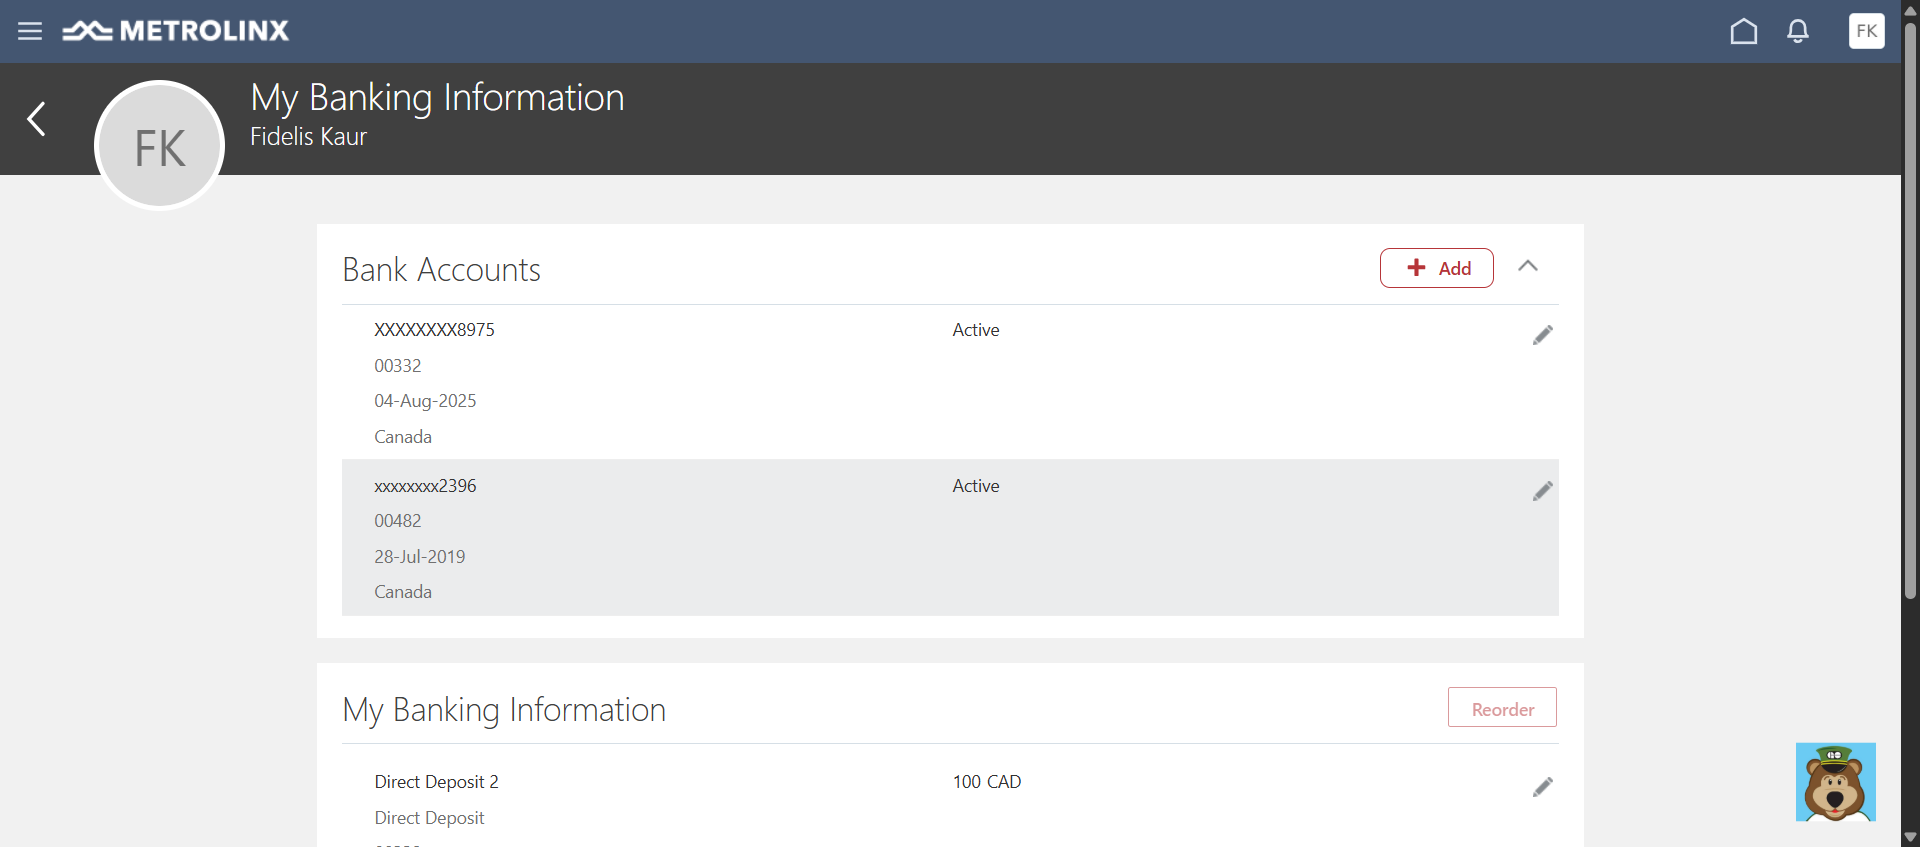 METROLINX
FK
FK
My Banking Information
Fidelis Kaur
Bank Accounts
Add
XXXXXXXX8975
Active
00332
04-Aug-2025
Canada
xxxxxxxx2396
Active
00482
28-Jul-2019
Canada
My Banking Information
Reorder
Direct Deposit 2
100 CAD
Direct Deposit